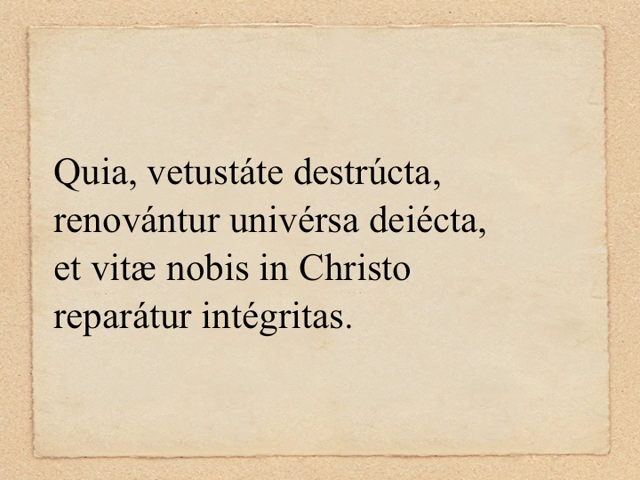 Quia, vetustáte destrúcta,
renovántur univérsa deiécta,
et vitæ nobis in Christo
reparátur intégritas.